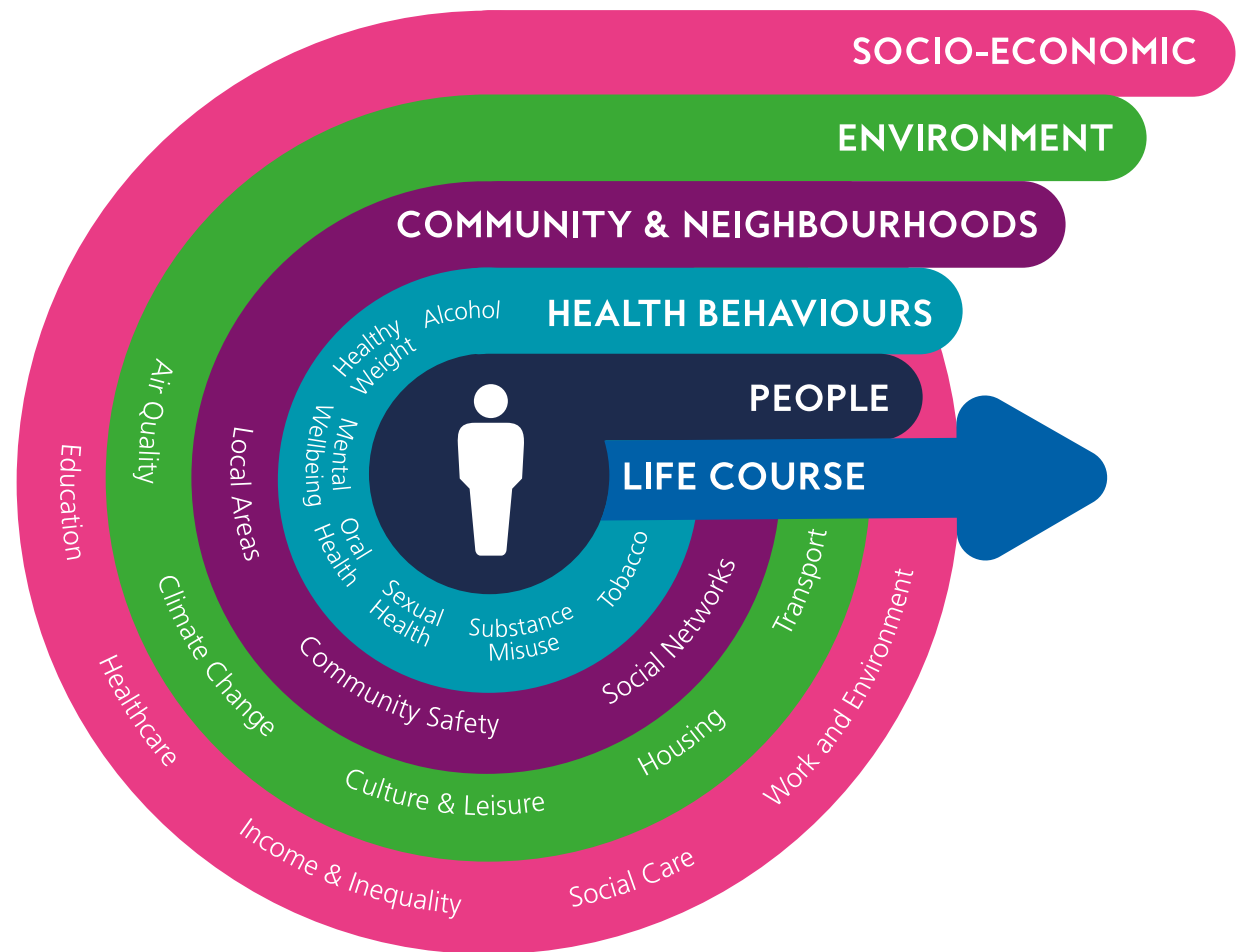 SOCIO-ECONOMIC
ENVIRONMENT
COMMUNITY & NEIGHBOURHOODS
HEALTH BEHAVIOURS
PEOPLE
LIFE COURSE
Alcohol
Healthy
Weight
Mental
Wellbeing
Oral
Health
Sexual
Health
Substance
Misuse
Tobacco
Local Areas
Community Safety
Social Networks
Air Quality
Climate Change
Culture & Leisure
Housing
Transport
Education
Healthcare
Income & Inequality
Social Care
Work and Environment